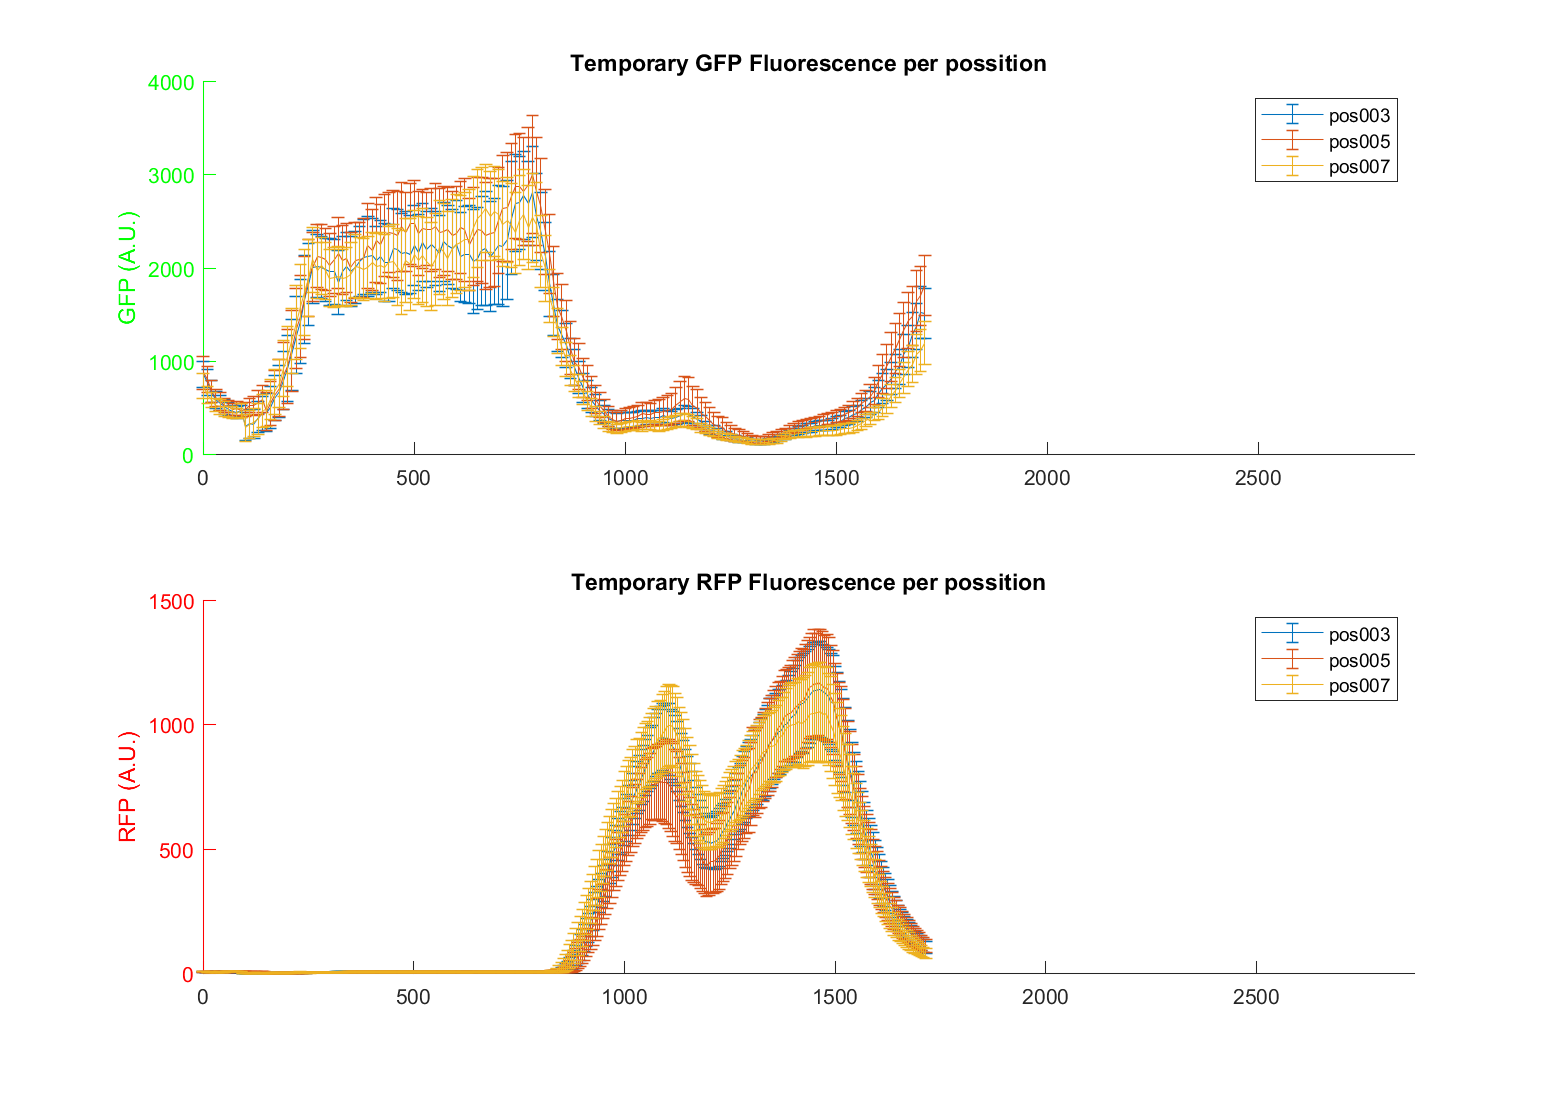 Temporary GFP Fluorescence per possition
4000
3000
2000
1000
0
GFP (A.U.)
0 500 1000 1500 2000 2500
pos003
pos005
pos007
Temporary RFP Fluorescence per possition
1500
1000
500
0
RFP (A.U.)
0 500 1000 1500 2000 2500
pos003
pos005
pos007